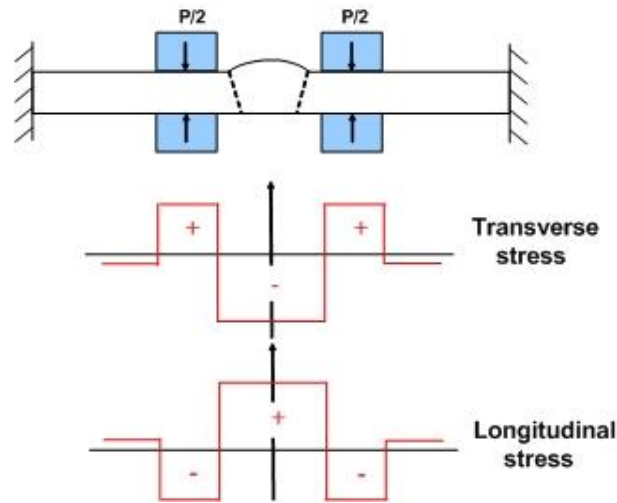 P/2 P/2
+ +
Transverse
stress
-
+
Longitudinal
stress
- -